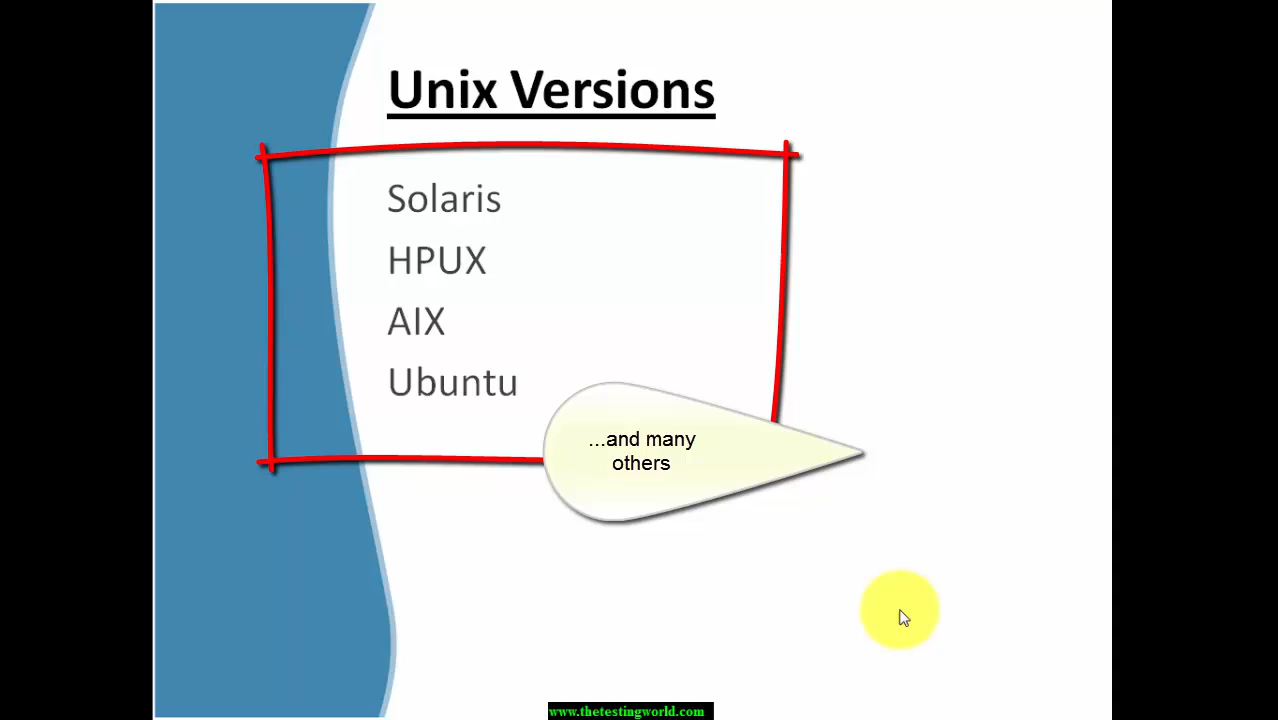 Unix Versions
Solaris
HPUX
AIX
Ubuntu
...and many
others
www.thetestingworld.com